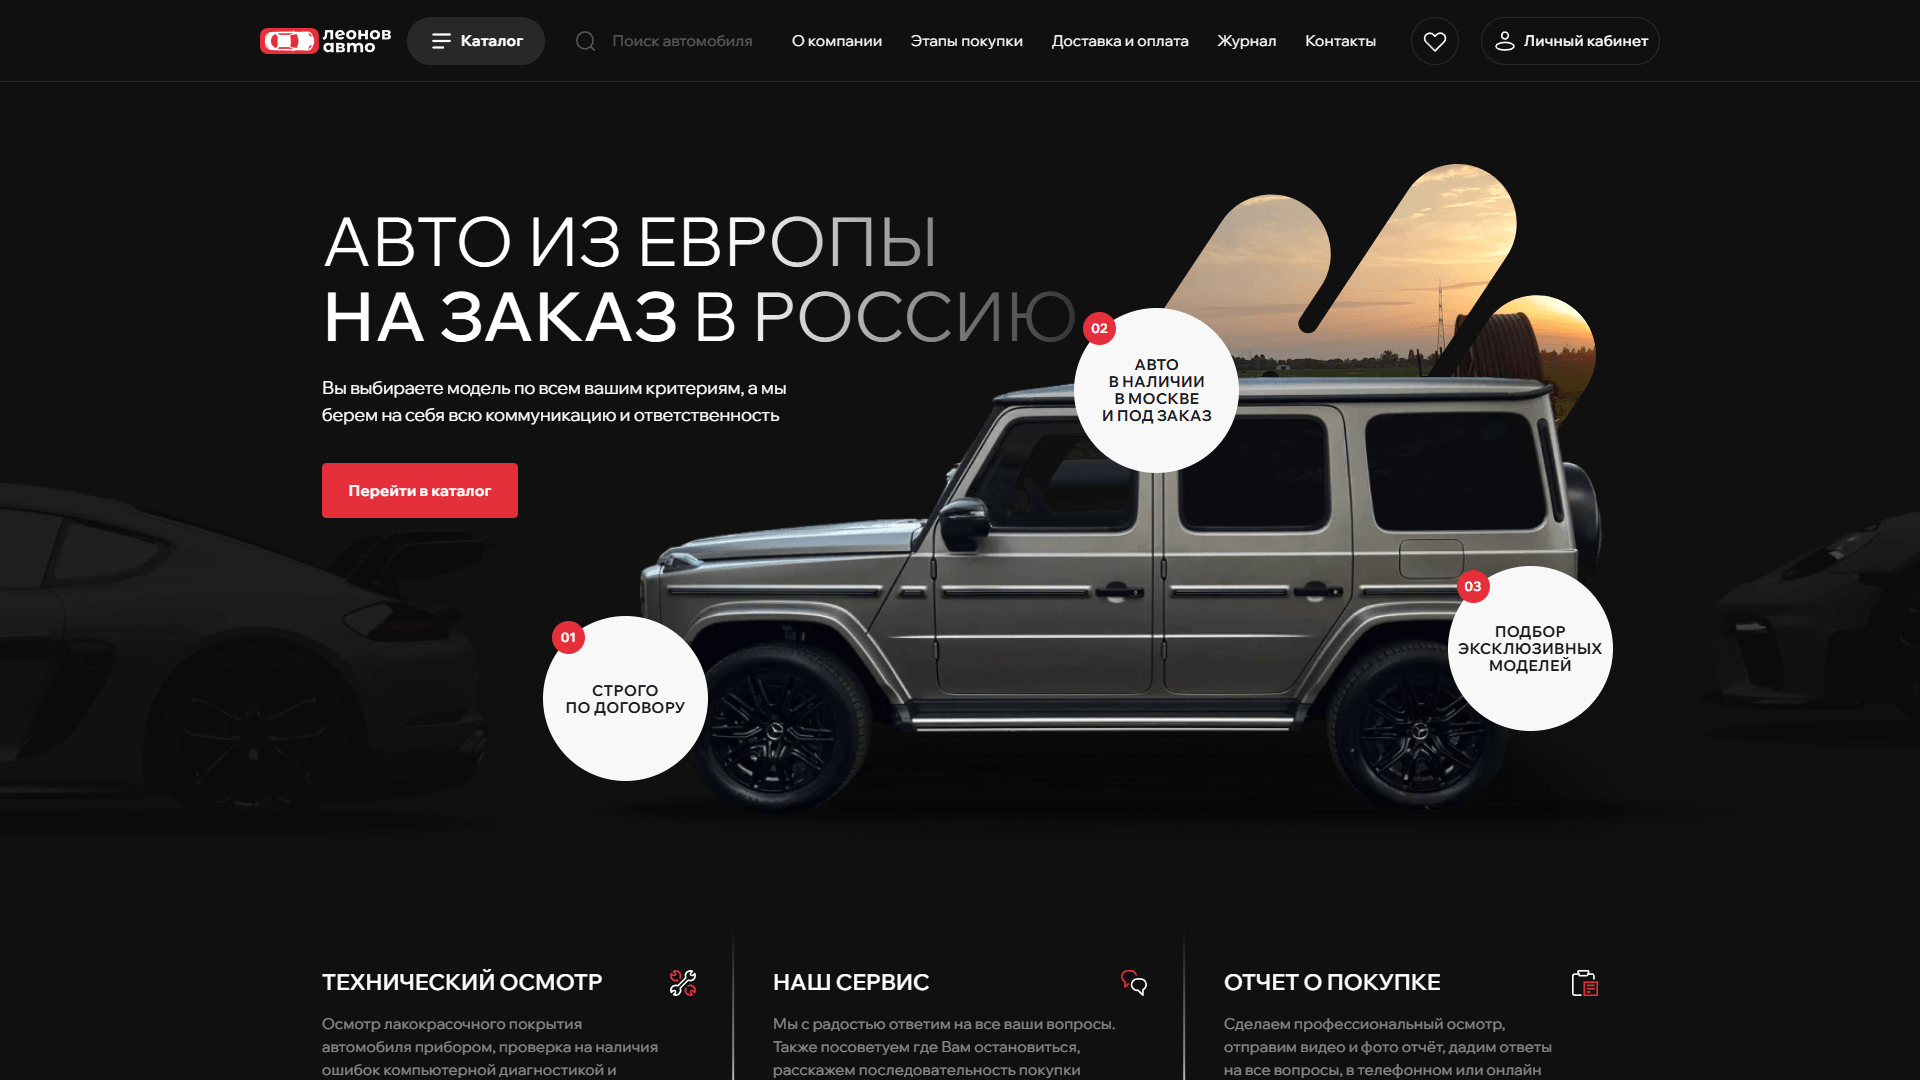 леонов
авто
Каталог
Поиск автомобиля
О компании
Этапы покупки
Доставка и оплата
Журнал
Контакты
Личный кабинет
АВТО ИЗ ЕВРОПЫ
НА ЗАКАЗ В РОССИЮ
Вы выбираете модель по всем вашим критериям, а мы
берем на себя всю коммуникацию и ответственность
Перейти в каталог
02
АВТО
В НАЛИЧИИ
В МОСКВЕ
И ПОД ЗАКАЗ
03
ПОДБОР
ЭКСКЛЮЗИВНЫХ
МОДЕЛЕЙ
01
СТРОГО
ПО ДОГОВОРУ
ТЕХНИЧЕСКИЙ ОСМОТР
Осмотр лакокрасочного покрытия
автомобиля прибором, проверка на наличия
ошибок компьютерной диагностикой и
НАШ СЕРВИС
Мы с радостью ответим на все ваши вопросы.
Также посоветуем где Вам остановиться,
расскажем последовательность покупки
ОТЧЕТ О ПОКУПКЕ
Сделаем профессиональный осмотр,
отправим видео и фото отчёт, дадим ответы
на все вопросы, в телефонном или онлайн